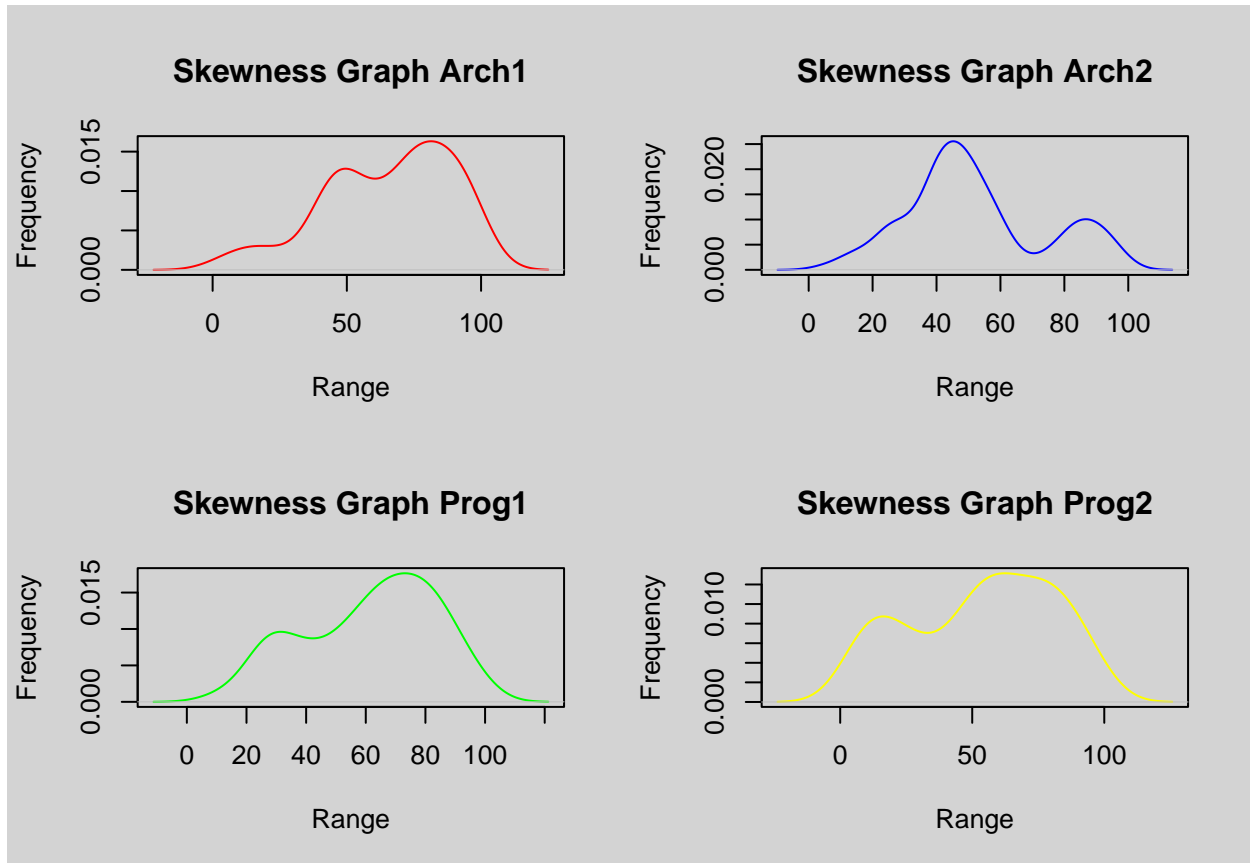 Skewness Graph Arch1
Frequency
0.000 0.015
0 50 100
Range
Skewness Graph Arch2
Frequency
0.000 0.020
0 20 40 60 80 100
Range
Skewness Graph Prog1
Frequency
0.000 0.015
0 20 40 60 80 100
Range
Skewness Graph Prog2
Frequency
0.000 0.010
0 50 100
Range